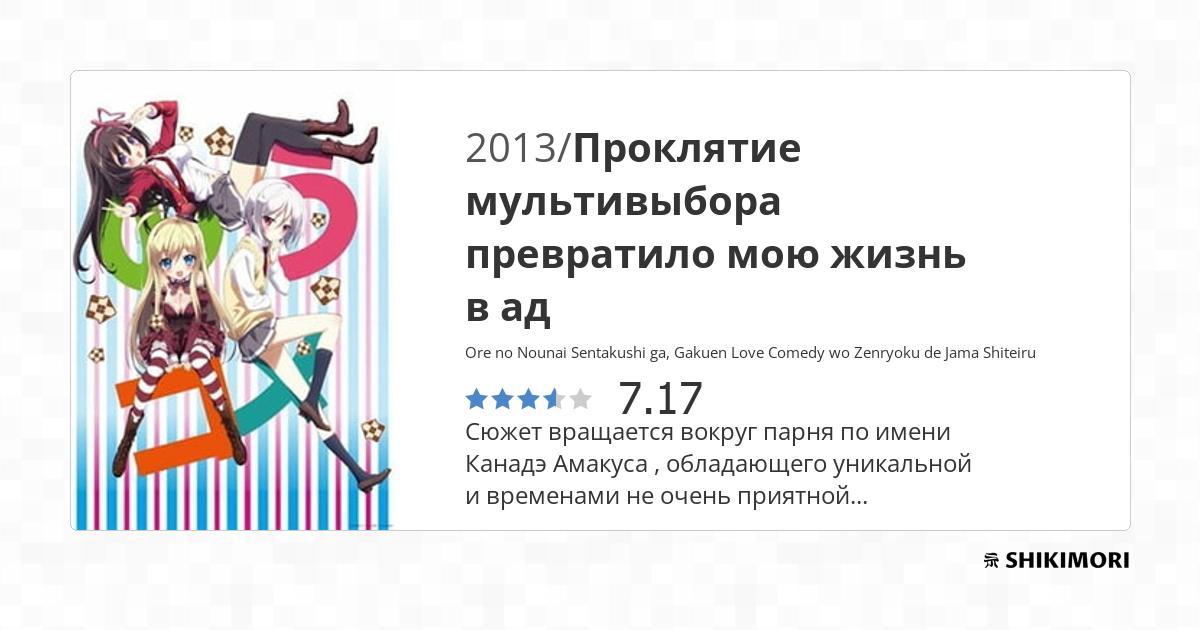 2013/Проклятие
мультивыбора
превратило мою жизнь
в ад
Ore no Nounai Sentakushi ga, Gakuen Love Comedy wo Zenryoku de Jama Shiteiru
7.17
Сюжет вращается вокруг парня по имени
Канадэ Амакуса , обладающего уникальной
и временами не очень приятной...
SHIKIMORI